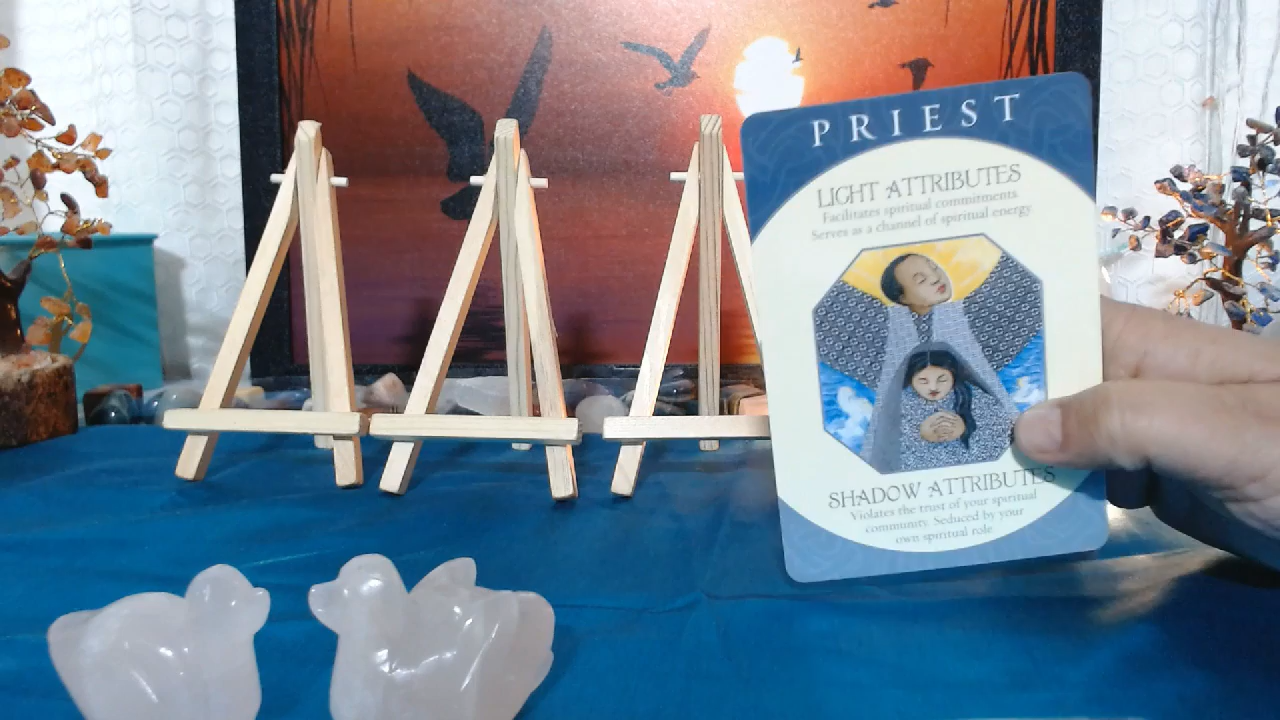 PRIEST
LIGHT ATTRIBUTES
Facilitates spiritual commitments
Serves as a channel of spiritual energy
SHADOW ATTRIBUTES
Violates the trust of your spiritual
community. Seduced by your
own spiritual role